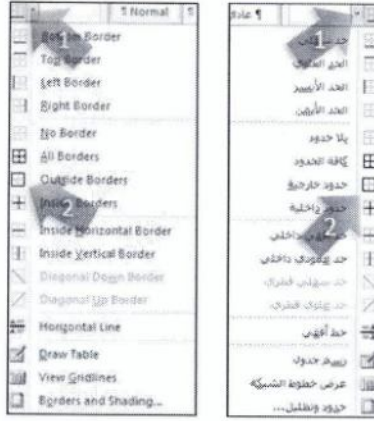 ¶ Normal
1
Bottom Border
Top Border
Left Border
Right Border
No Border
All Borders
Outside Borders
Inside Borders
2
Inside Horizontal Border
Inside Vertical Border
Diagonal Down Border
Diagonal Up Border
Horizontal Line
Draw Table
View Gridlines
Borders and Shading...
¶ عادي
1
حد سفلي
الحد العلوي
الحد الأيسر
الحد الأيمن
بلا حدود
كافة الحدود
حدود خارجية
حدود داخلية
2
حد أفقي داخلي
حد عمودي داخلي
حد سفلي قطري
حد علوي قطري
خط أفقي
رسم جدول
عرض خطوط الشبكة
حدود وتظليل...